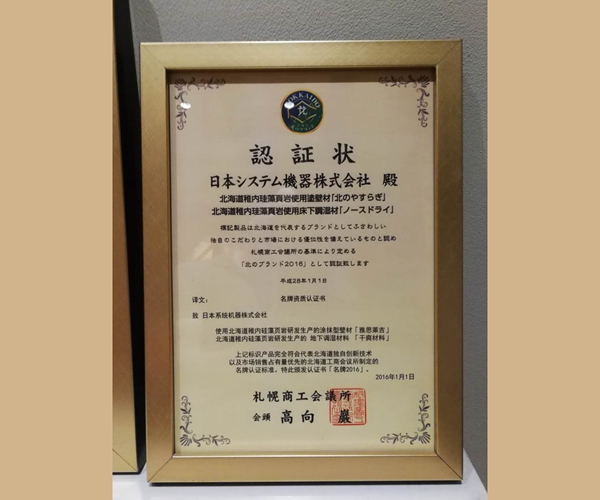 HOKKAIDO
認証状
日本システム機器株式会社 殿
北海道稚内珪藻頁岩使用塗壁材「北のやすらぎ」
北海道稚内珪藻頁岩使用床下調湿材「ノースドライ」
標記製品は北海道を代表するブランドとしてふさわしい
独自のこだわりと市場における優位性を備えているものと認め
札幌商工会議所の基準により定める
「北のブランド2016」として認証致します
平成28年1月1日
译文: 名牌资质认证书
致 日本系统机器株式会社
使用北海道稚内硅藻頁岩研发生产的涂抹型壁材「雅思莱吉」
北海道稚内硅藻頁岩研发生产的 地下调湿材料 「干爽材料」
上记标识产品完全符合代表北海道独自创新技术
以及市场销售占有量优先的北海道工商会议所制定的
名牌认证标准。特此颁发认证书「名牌2016」。
2016年1月1日
札幌商工会議所
会頭 高向 巖